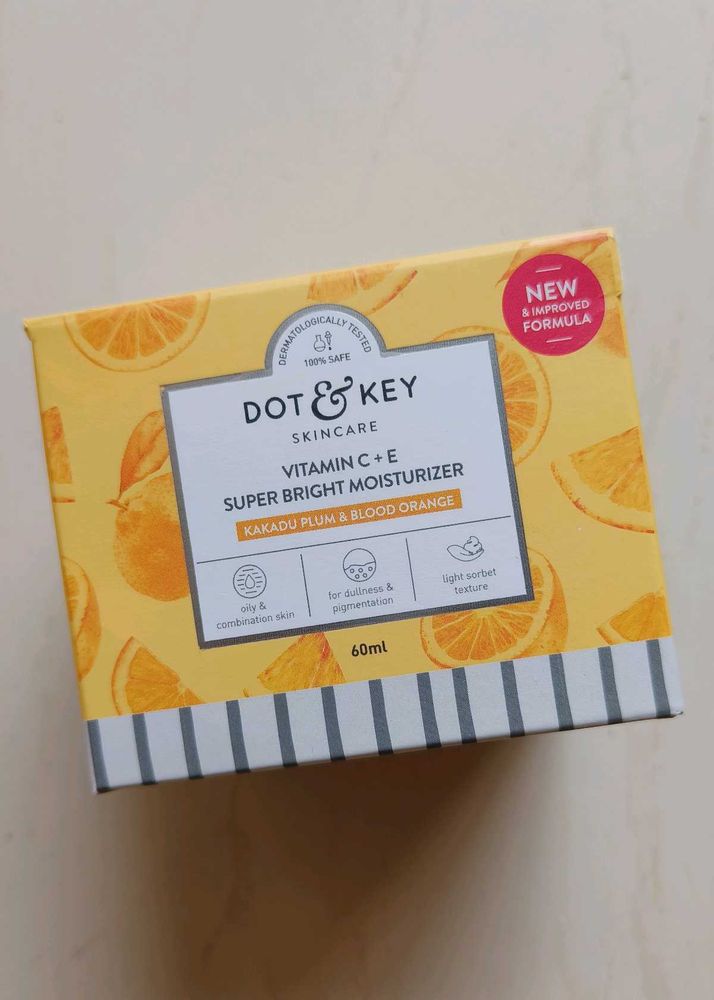 NEW
& IMPROVED
FORMULA
DERMATOLOGICALLY TESTED
100% SAFE
DOT & KEY
SKINCARE
VITAMIN C + E
SUPER BRIGHT MOISTURIZER
KAKADU PLUM & BLOOD ORANGE
oily &
combination skin
for dullness &
pigmentation
light sorbet
texture
60ml